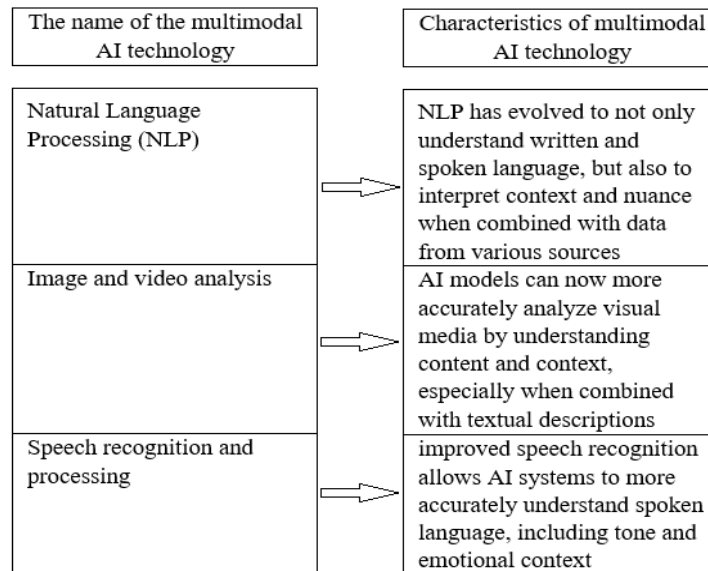 The name of the multimodal
AI technology
Characteristics of multimodal
AI technology
Natural Language
Processing (NLP)
NLP has evolved to not only
understand written and
spoken language, but also to
interpret context and nuance
when combined with data
from various sources
Image and video analysis
AI models can now more
accurately analyze visual
media by understanding
content and context,
especially when combined
with textual descriptions
Speech recognition and
processing
improved speech recognition
allows AI systems to more
accurately understand spoken
language, including tone and
emotional context